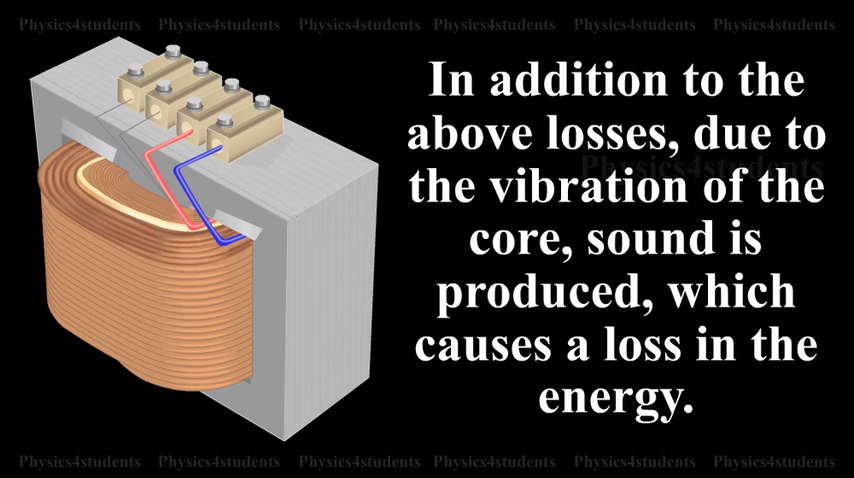 Physics4students Physics4students Physics4students Physics4students Physics4students Physics4students
In addition to the
above losses, due to
Physics4students
the vibration of the
core, sound is
produced, which
causes a loss in the
energy.
Physics4students Physics4students Physics4students Physics4students Physics4students Physics4students